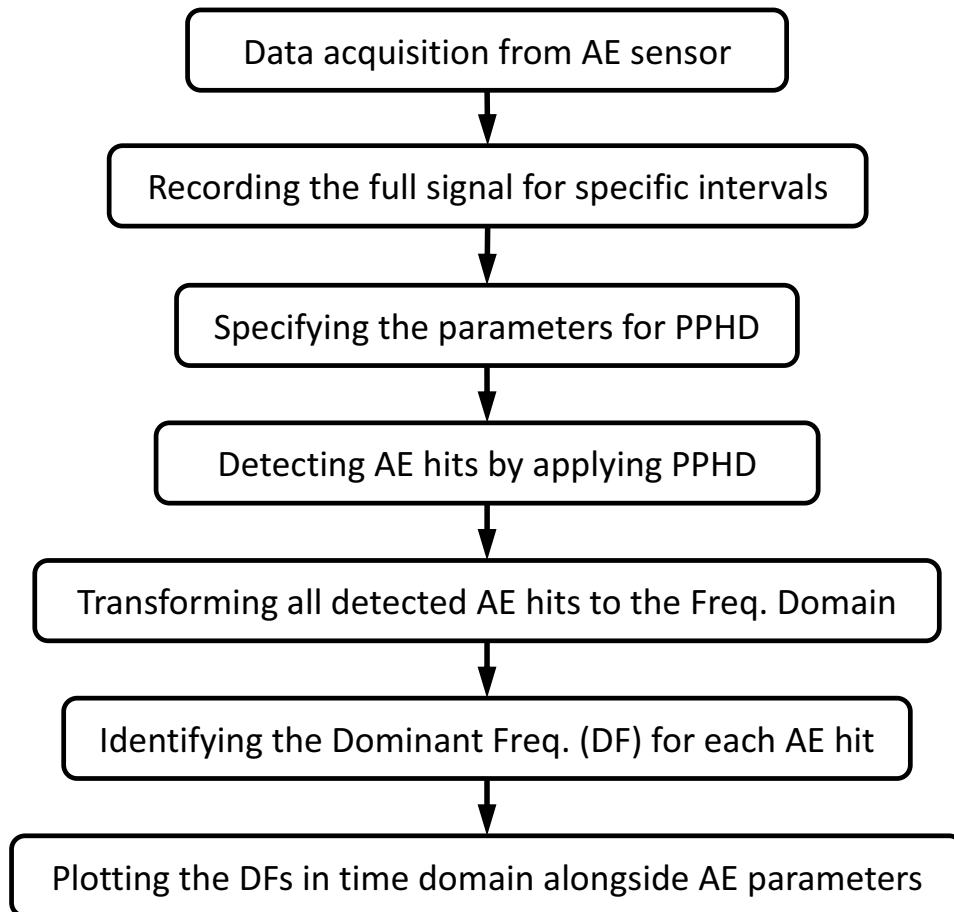 Data acquisition from AE sensor
Recording the full signal for specific intervals
Specifying the parameters for PPHD
Detecting AE hits by applying PPHD
Transforming all detected AE hits to the Freq. Domain
Identifying the Dominant Freq. (DF) for each AE hit
Plotting the DFs in time domain alongside AE parameters